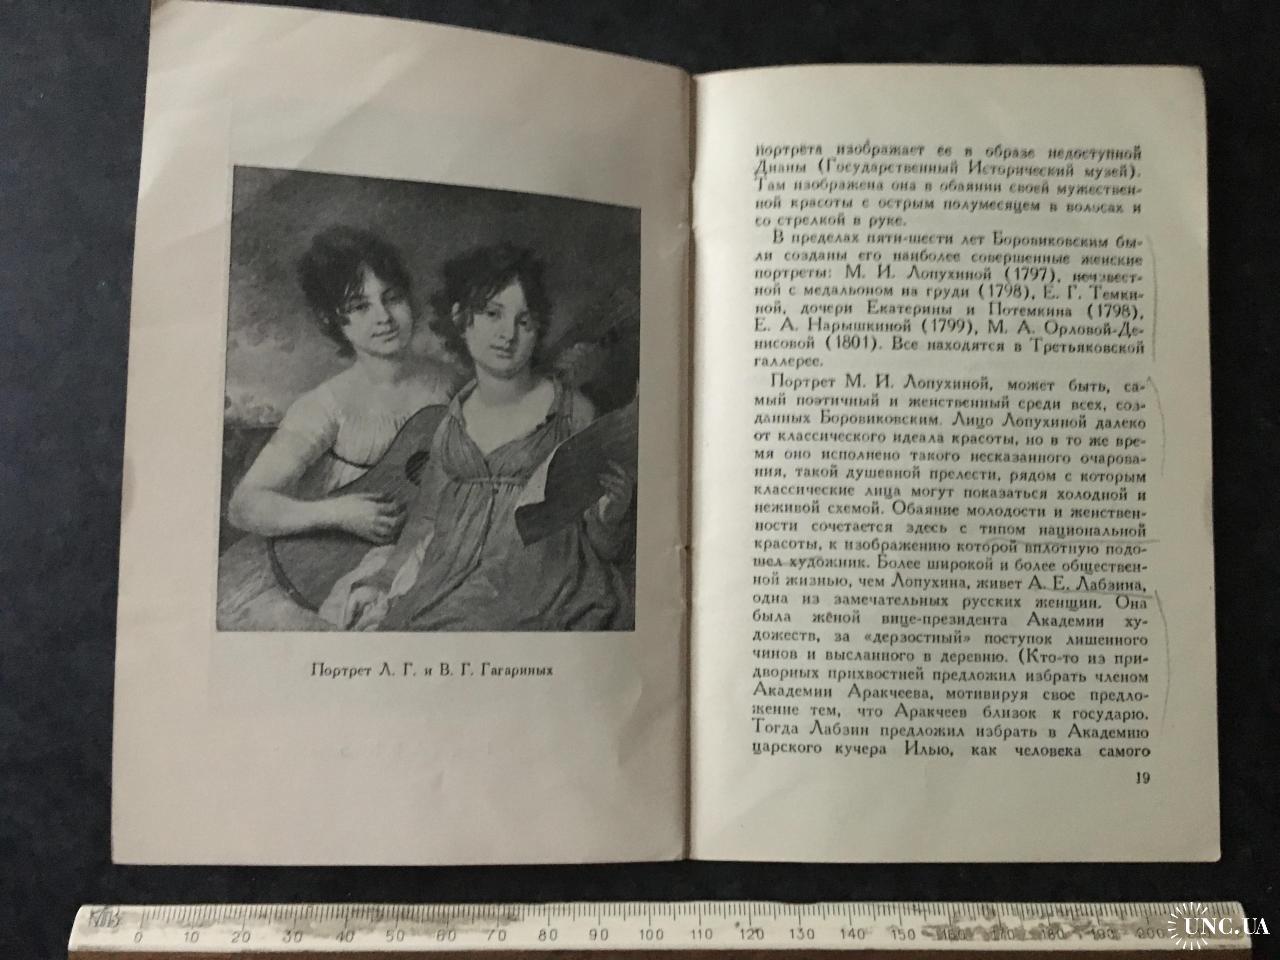 Портрет Л. Г. и В. Г. Гагариных
портрета изображает ее в образе недоступной
Дианы (Государственный Исторический музей).
Там изображена она в обаянии своей мужествен-
ной красоты с острым полумесяцем в волосах и
со стрелкой в руке.
В пределах пяти-шести лет Боровиковским бы-
ли созданы его наиболее совершенные женские
портреты: М. И. Лопухиной (1797), неизвест-
ной с медальоном на груди (1798), Е. Г. Темки-
ной, дочери Екатерины и Потемкина (1798),
Е. А. Нарышкиной (1799), М. А. Орловой-Де-
нисовой (1801). Все находятся в Третьяковской
галлерее.
Портрет М. И. Лопухиной, может быть, са-
мый поэтичный и женственный среди всех, соз-
данных Боровиковским. Лицо Лопухиной далеко
от классического идеала красоты, но в то же вре-
мя оно исполнено такого несказанного очарова-
ния, такой душевной прелести, рядом с которым
классические лица могут показаться холодной и
неживой схемой. Обаяние молодости и женствен-
ности сочетается здесь с типом национальной
красоты, к изображению которой вплотную подо-
шел художник. Более широкой и более обществен-
ной жизнью, чем Лопухина, живет А. Е. Лабзина,
одна из замечательных русских женщин. Она
была женой вице-президента Академии ху-
дожеств, за «дерзостный» поступок лишенного
чинов и высланного в деревню. (Кто-то из при-
дворных прихвостней предложил избрать членом
Академии Аракчеева, мотивируя свое предло-
жение тем, что Аракчеев близок к государю.
Тогда Лабзин предложил избрать в Академию
царского кучера Илью, как человека самого
19
0 10 20 30 40 50 60 70 80 90 100 110 120 130 140 150 160 170 180 190 200
UNC.UA